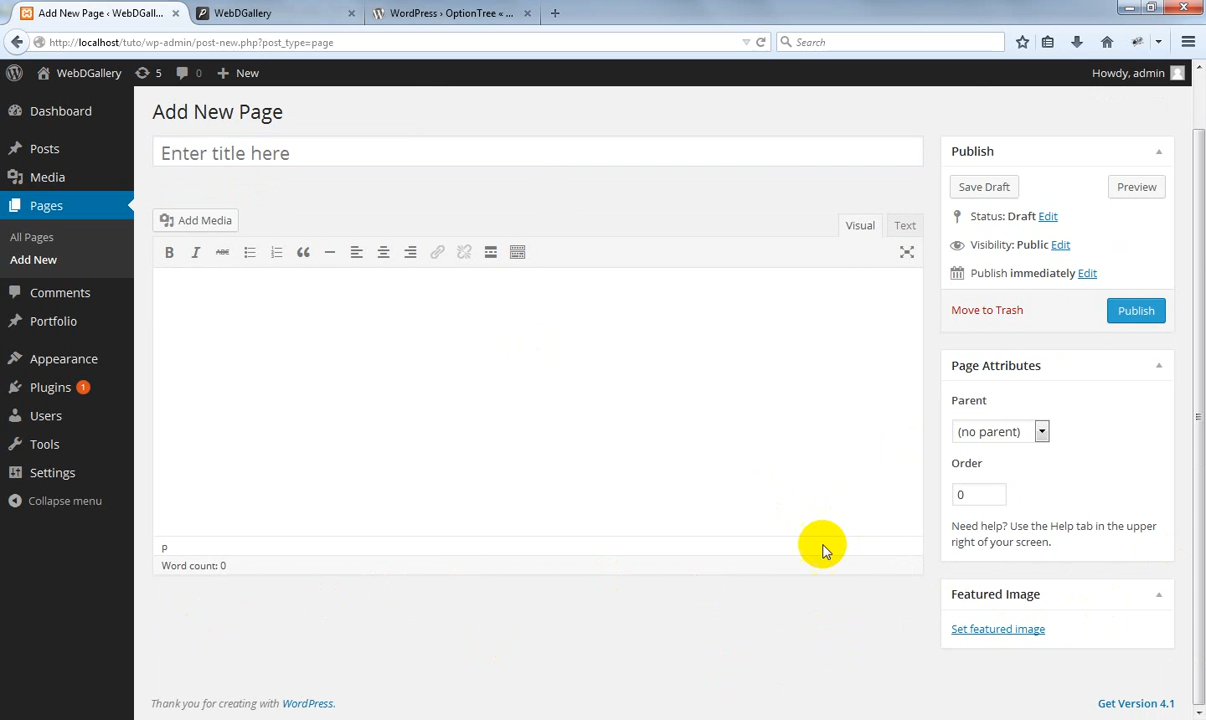 Add New Page ‹ WebDGall...
WebDGallery
WordPress › OptionTree « ...
http://localhost/tuto/wp-admin/post-new.php?post_type=page
Search
WebDGallery
5
0
New
Howdy, admin
Dashboard
Posts
Media
Pages
All Pages
Add New
Comments
Portfolio
Appearance
Plugins 1
Users
Tools
Settings
Collapse menu
Add New Page
Enter title here
Add Media
Visual
Text
B I ABC
p
Word count: 0
Publish
Save Draft
Preview
Status: Draft Edit
Visibility: Public Edit
Publish immediately Edit
Move to Trash
Publish
Page Attributes
Parent
(no parent)
Order
0
Need help? Use the Help tab in the upper
right of your screen.
Featured Image
Set featured image
Thank you for creating with WordPress.
Get Version 4.1